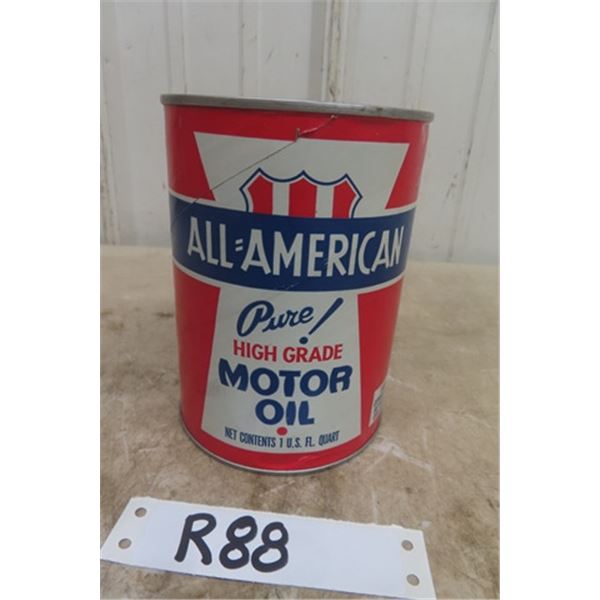 ALL-AMERICAN
Pure!
HIGH GRADE
MOTOR
OIL
NET CONTENTS 1 U.S. FL. QUART
R88